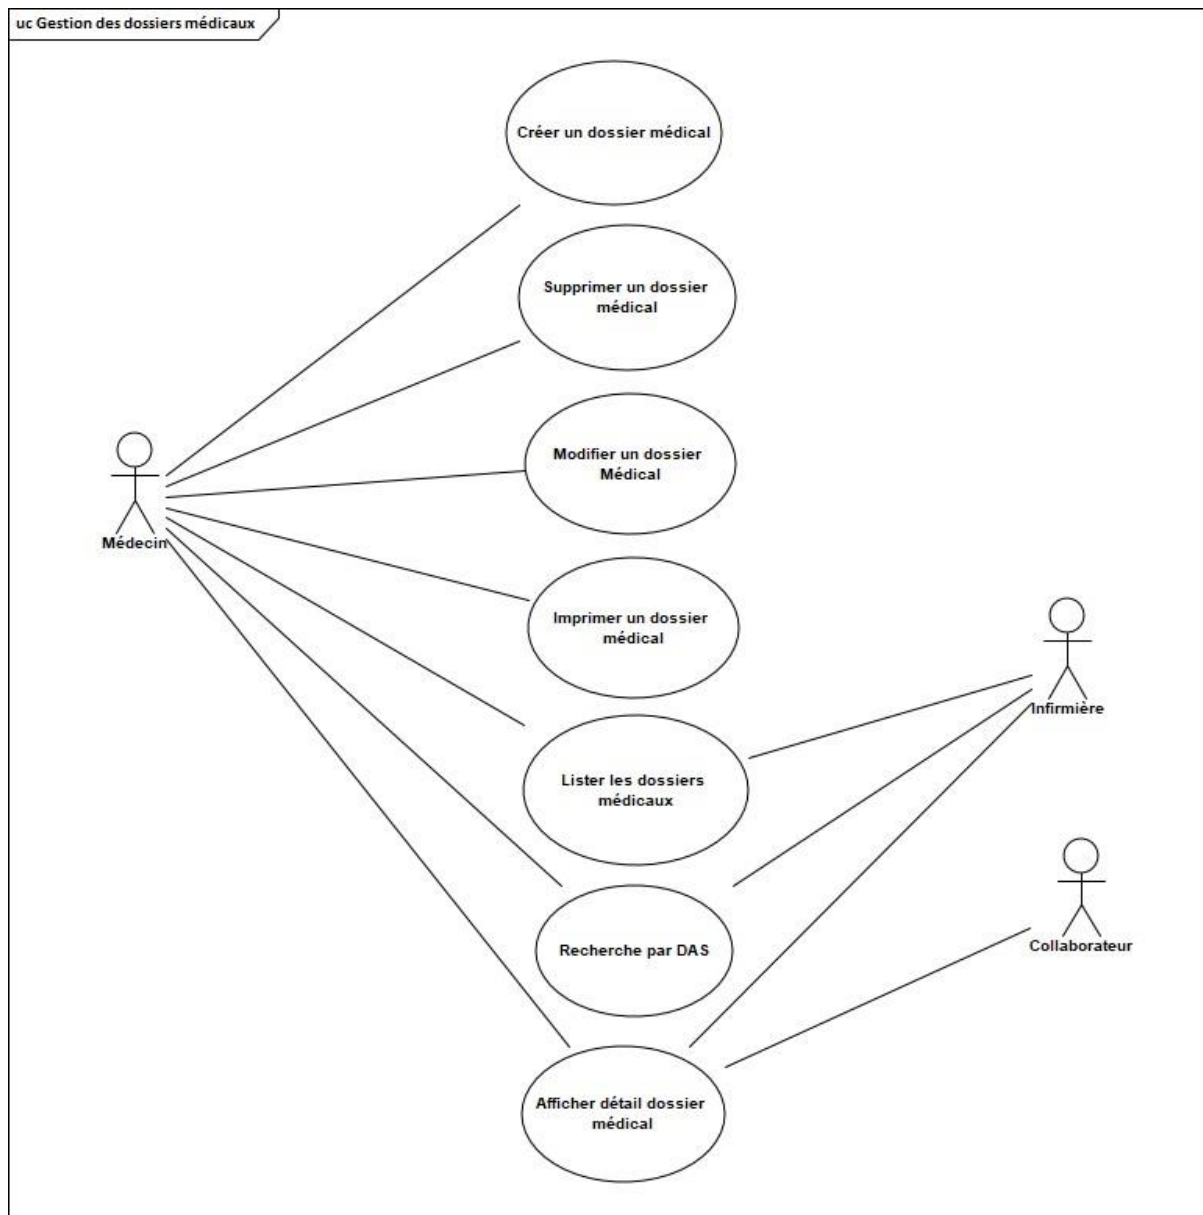 uc Gestion des dossiers médicaux
Créer un dossier médical
Supprimer un dossier
médical
Modifier un dossier
Médical
Médecin
Imprimer un dossier
médical
Infirmière
Lister les dossiers
médicaux
Recherche par DAS
Collaborateur
Afficher détail dossier
médical